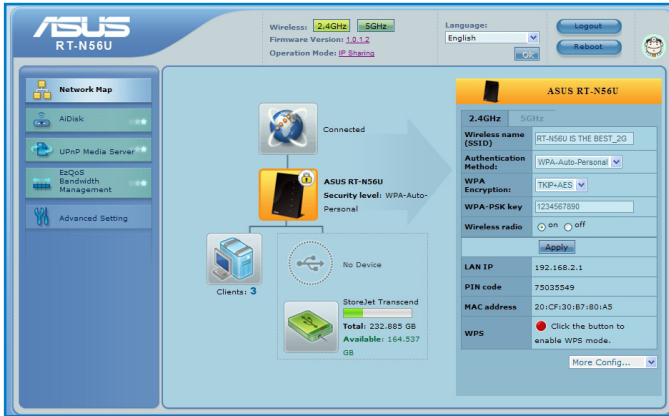 ASUS
RT-N56U
Wireless: 2.4GHz 5GHz
Firmware Version: 1.0.1.2
Operation Mode: IP Sharing
Language:
English
OK
Logout
Reboot
Network Map
AiDisk
UPnP Media Server
EzQoS
Bandwidth
Management
Advanced Setting
Connected
ASUS RT-N56U
Security level: WPA-Auto-
Personal
Clients: 3
No Device
StoreJet Transcend
Total: 232.885 GB
Available: 164.537
GB
ASUS RT-N56U
2.4GHz 5GHz
Wireless name
(SSID) RT-N56U IS THE BEST_2G
Authentication
Method: WPA-Auto-Personal
WPA
Encryption: TKIP+AES
WPA-PSK key 1234567890
Wireless radio on off
Apply
LAN IP 192.168.2.1
PIN code 75035549
MAC address 20:CF:30:B7:80:A5
WPS Click the button to
enable WPS mode.
More Config...